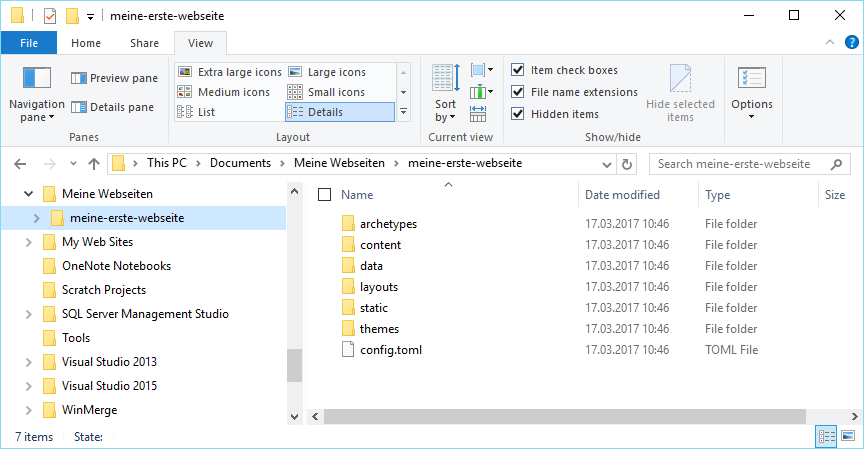 meine-erste-webseite
File Home Share View
Navigation pane
Preview pane
Details pane
Panes
Extra large icons Large icons
Medium icons Small icons
List Details
Layout
Sort by
Current view
Item check boxes
File name extensions
Hidden items
Hide selected items
Show/hide
Options
This PC Documents Meine Webseiten meine-erste-webseite Search meine-erste-webseite
Meine Webseiten
meine-erste-webseite
My Web Sites
OneNote Notebooks
Scratch Projects
SQL Server Management Studio
Tools
Visual Studio 2013
Visual Studio 2015
WinMerge
Name Date modified Type Size
archetypes 17.03.2017 10:46 File folder
content 17.03.2017 10:46 File folder
data 17.03.2017 10:46 File folder
layouts 17.03.2017 10:46 File folder
static 17.03.2017 10:46 File folder
themes 17.03.2017 10:46 File folder
config.toml 17.03.2017 10:46 TOML File
7 items State: